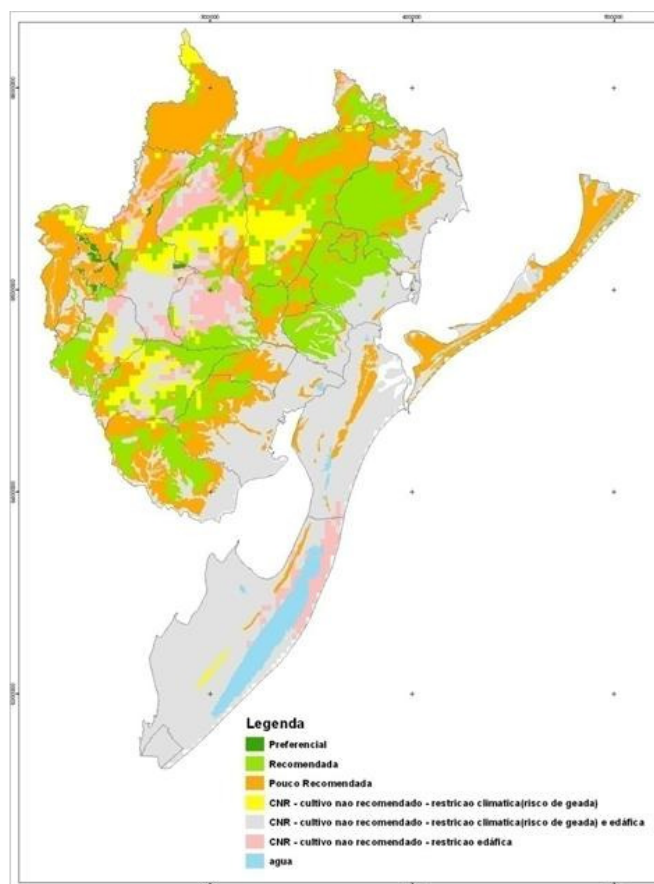 Legenda
Preferencial
Recomendada
Pouco Recomendada
CNR - cultivo nao recomendado - restricao climatica(risco de geada)
CNR - cultivo nao recomendado - restricao climatica(risco de geada) e edáfica
CNR - cultivo nao recomendado - restricao edáfica
agua